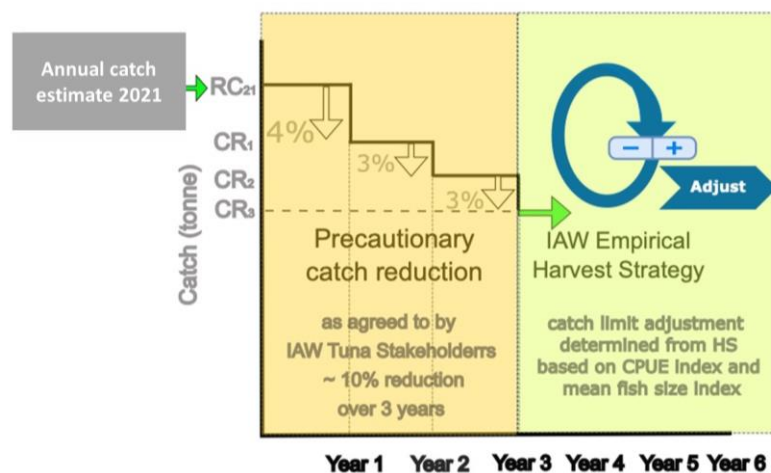 Annual catch
estimate 2021
RC₂₁
CR₁
CR₂
CR₃
Catch (tonne)
4%
3%
3%
Precautionary
catch reduction
as agreed to by
IAW Tuna Stakeholderrs
~ 10% reduction
over 3 years
− +
Adjust
IAW Empirical
Harvest Strategy
catch limit adjustment
determined from HS
based on CPUE index and
mean fish size index
Year 1 Year 2 Year 3 Year 4 Year 5 Year 6